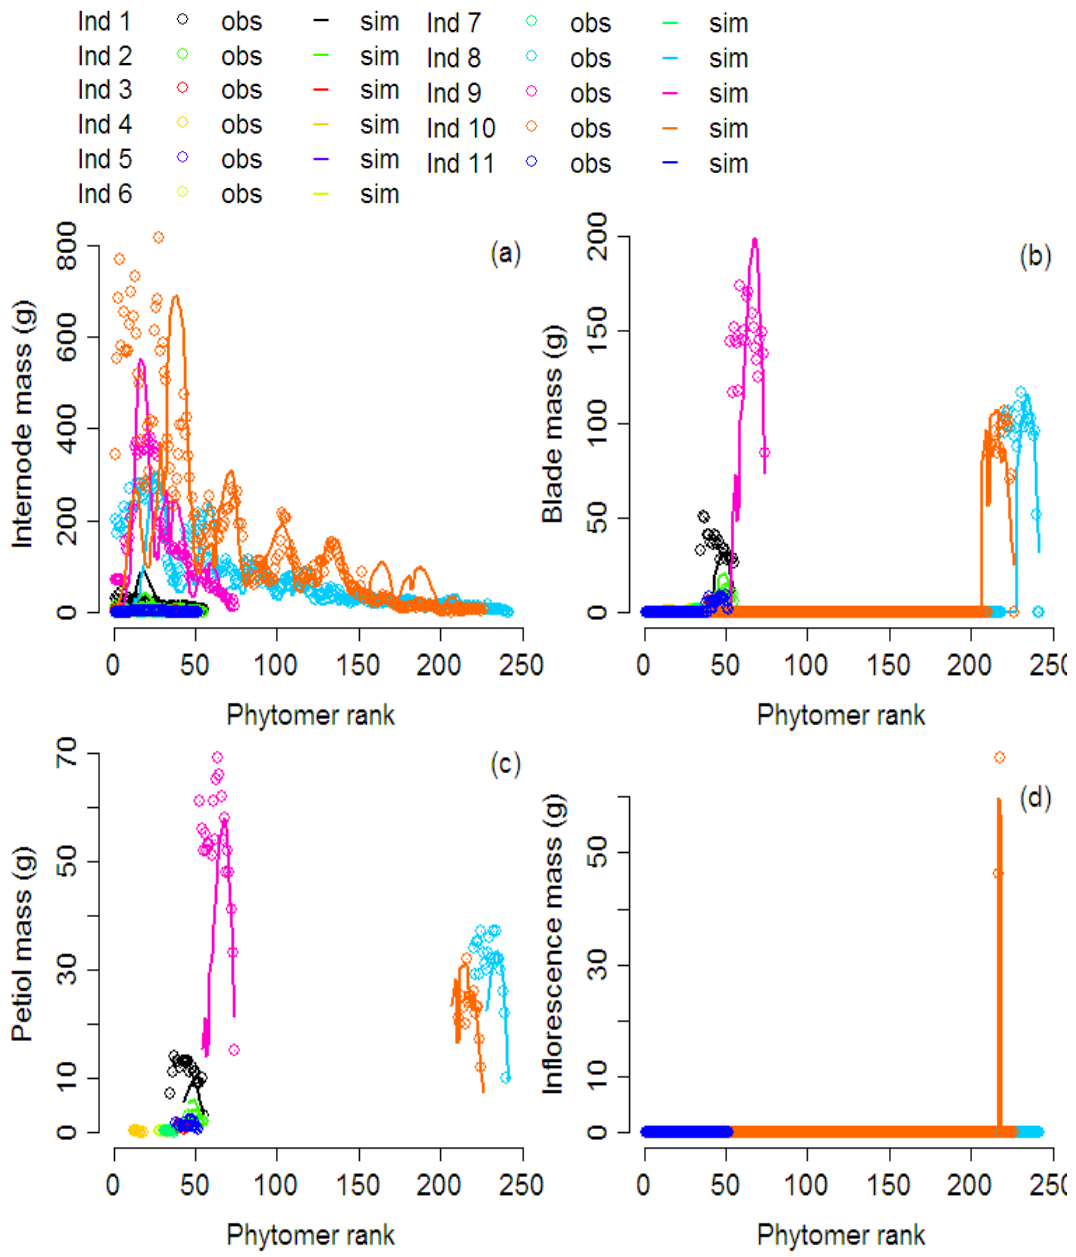 Ind 1 obs sim Ind 7 obs sim
Ind 2 obs sim Ind 8 obs sim
Ind 3 obs sim Ind 9 obs sim
Ind 4 obs sim Ind 10 obs sim
Ind 5 obs sim Ind 11 obs sim
Ind 6 obs sim
(a)
Internode mass (g)
0 200 400 600 800
0 50 100 150 200 250
Phytomer rank
(b)
Blade mass (g)
0 50 100 150 200
0 50 100 150 200 250
Phytomer rank
(c)
Petiol mass (g)
0 10 30 50 70
0 50 100 150 200 250
Phytomer rank
(d)
Inflorescence mass (g)
0 10 30 50
0 50 100 150 200 250
Phytomer rank